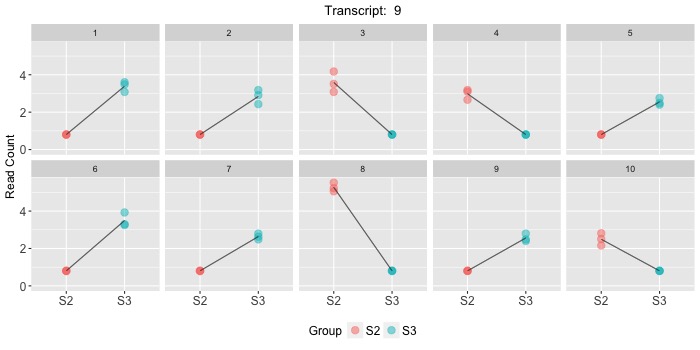 Transcript: 9
1 2 3 4 5
4
2
0
6 7 8 9 10
4
2
0
Read Count
S2 S3 S2 S3 S2 S3 S2 S3 S2 S3
Group S2 S3